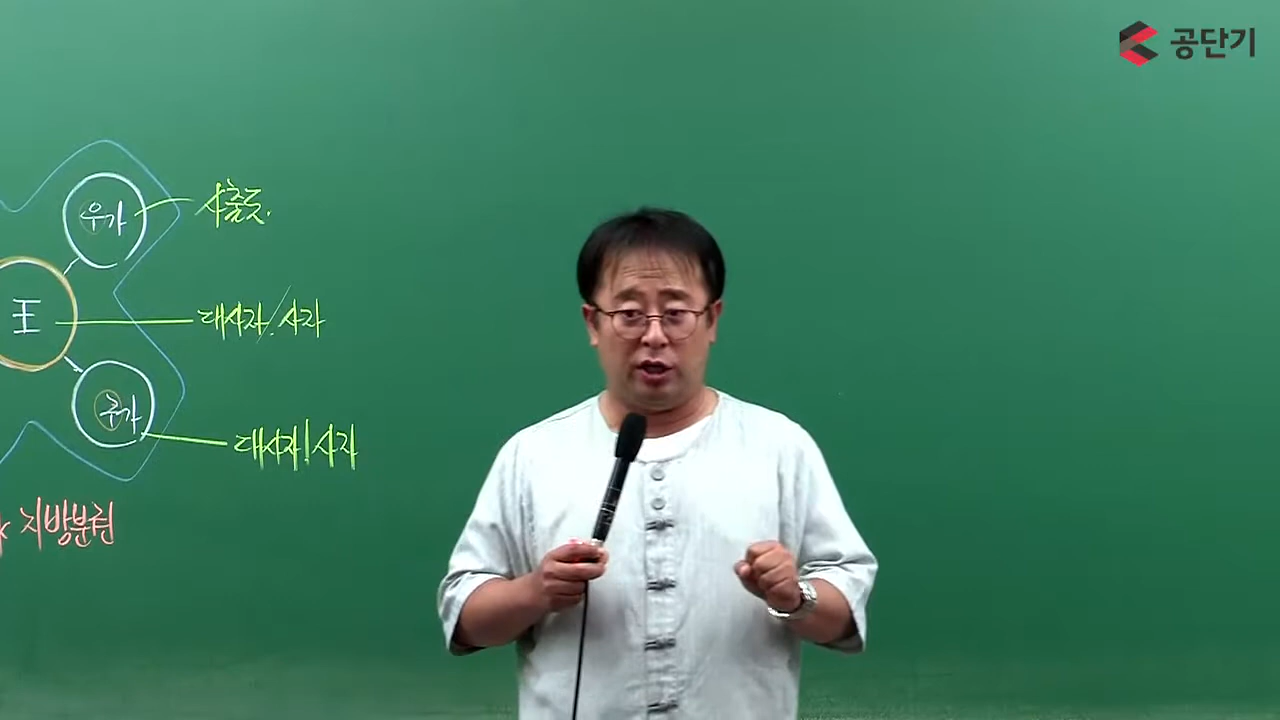 공단기
우가
사출도.
王
대사자/사자
구가
대사자/사자
* 지방분권